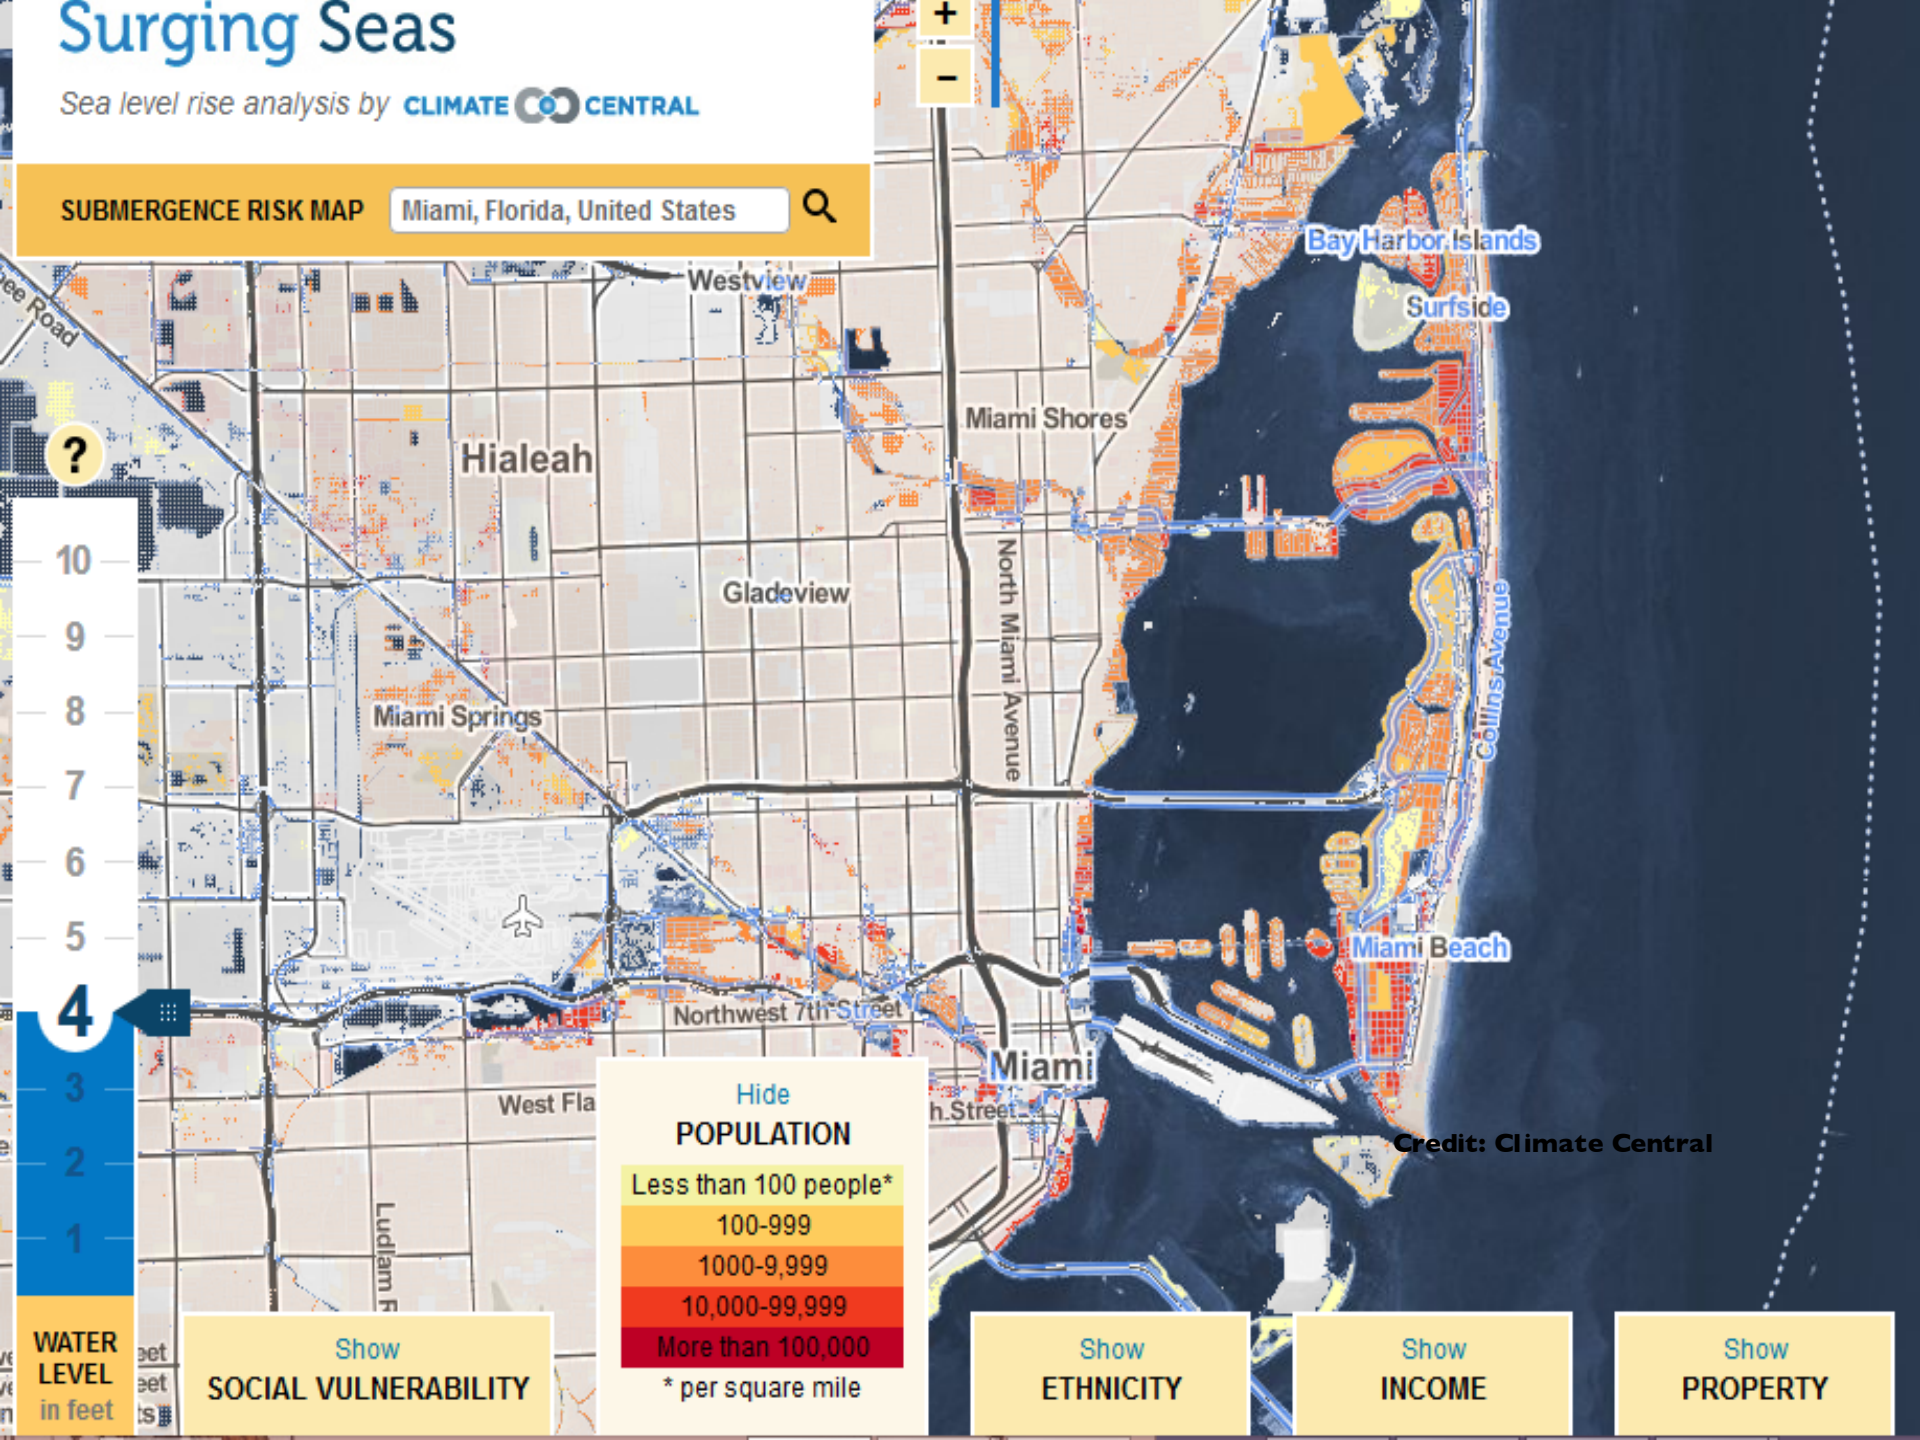 Surging Seas
Sea level rise analysis by CLIMATE CENTRAL
SUBMERGENCE RISK MAP
Miami, Florida, United States
+
−
Bay Harbor Islands
Surfside
Westview
Road
Miami Shores
Hialeah
?
10
9
8
7
6
5
4
3
2
1
Gladeview
North Miami Avenue
Collins Avenue
Miami Springs
Miami Beach
Northwest 7th Street
Miami
West Fla
h Street
Ludlam R
Credit: Climate Central
WATER
LEVEL
in feet
Show
SOCIAL VULNERABILITY
Hide
POPULATION
Less than 100 people*
100-999
1000-9,999
10,000-99,999
More than 100,000
* per square mile
Show
ETHNICITY
Show
INCOME
Show
PROPERTY